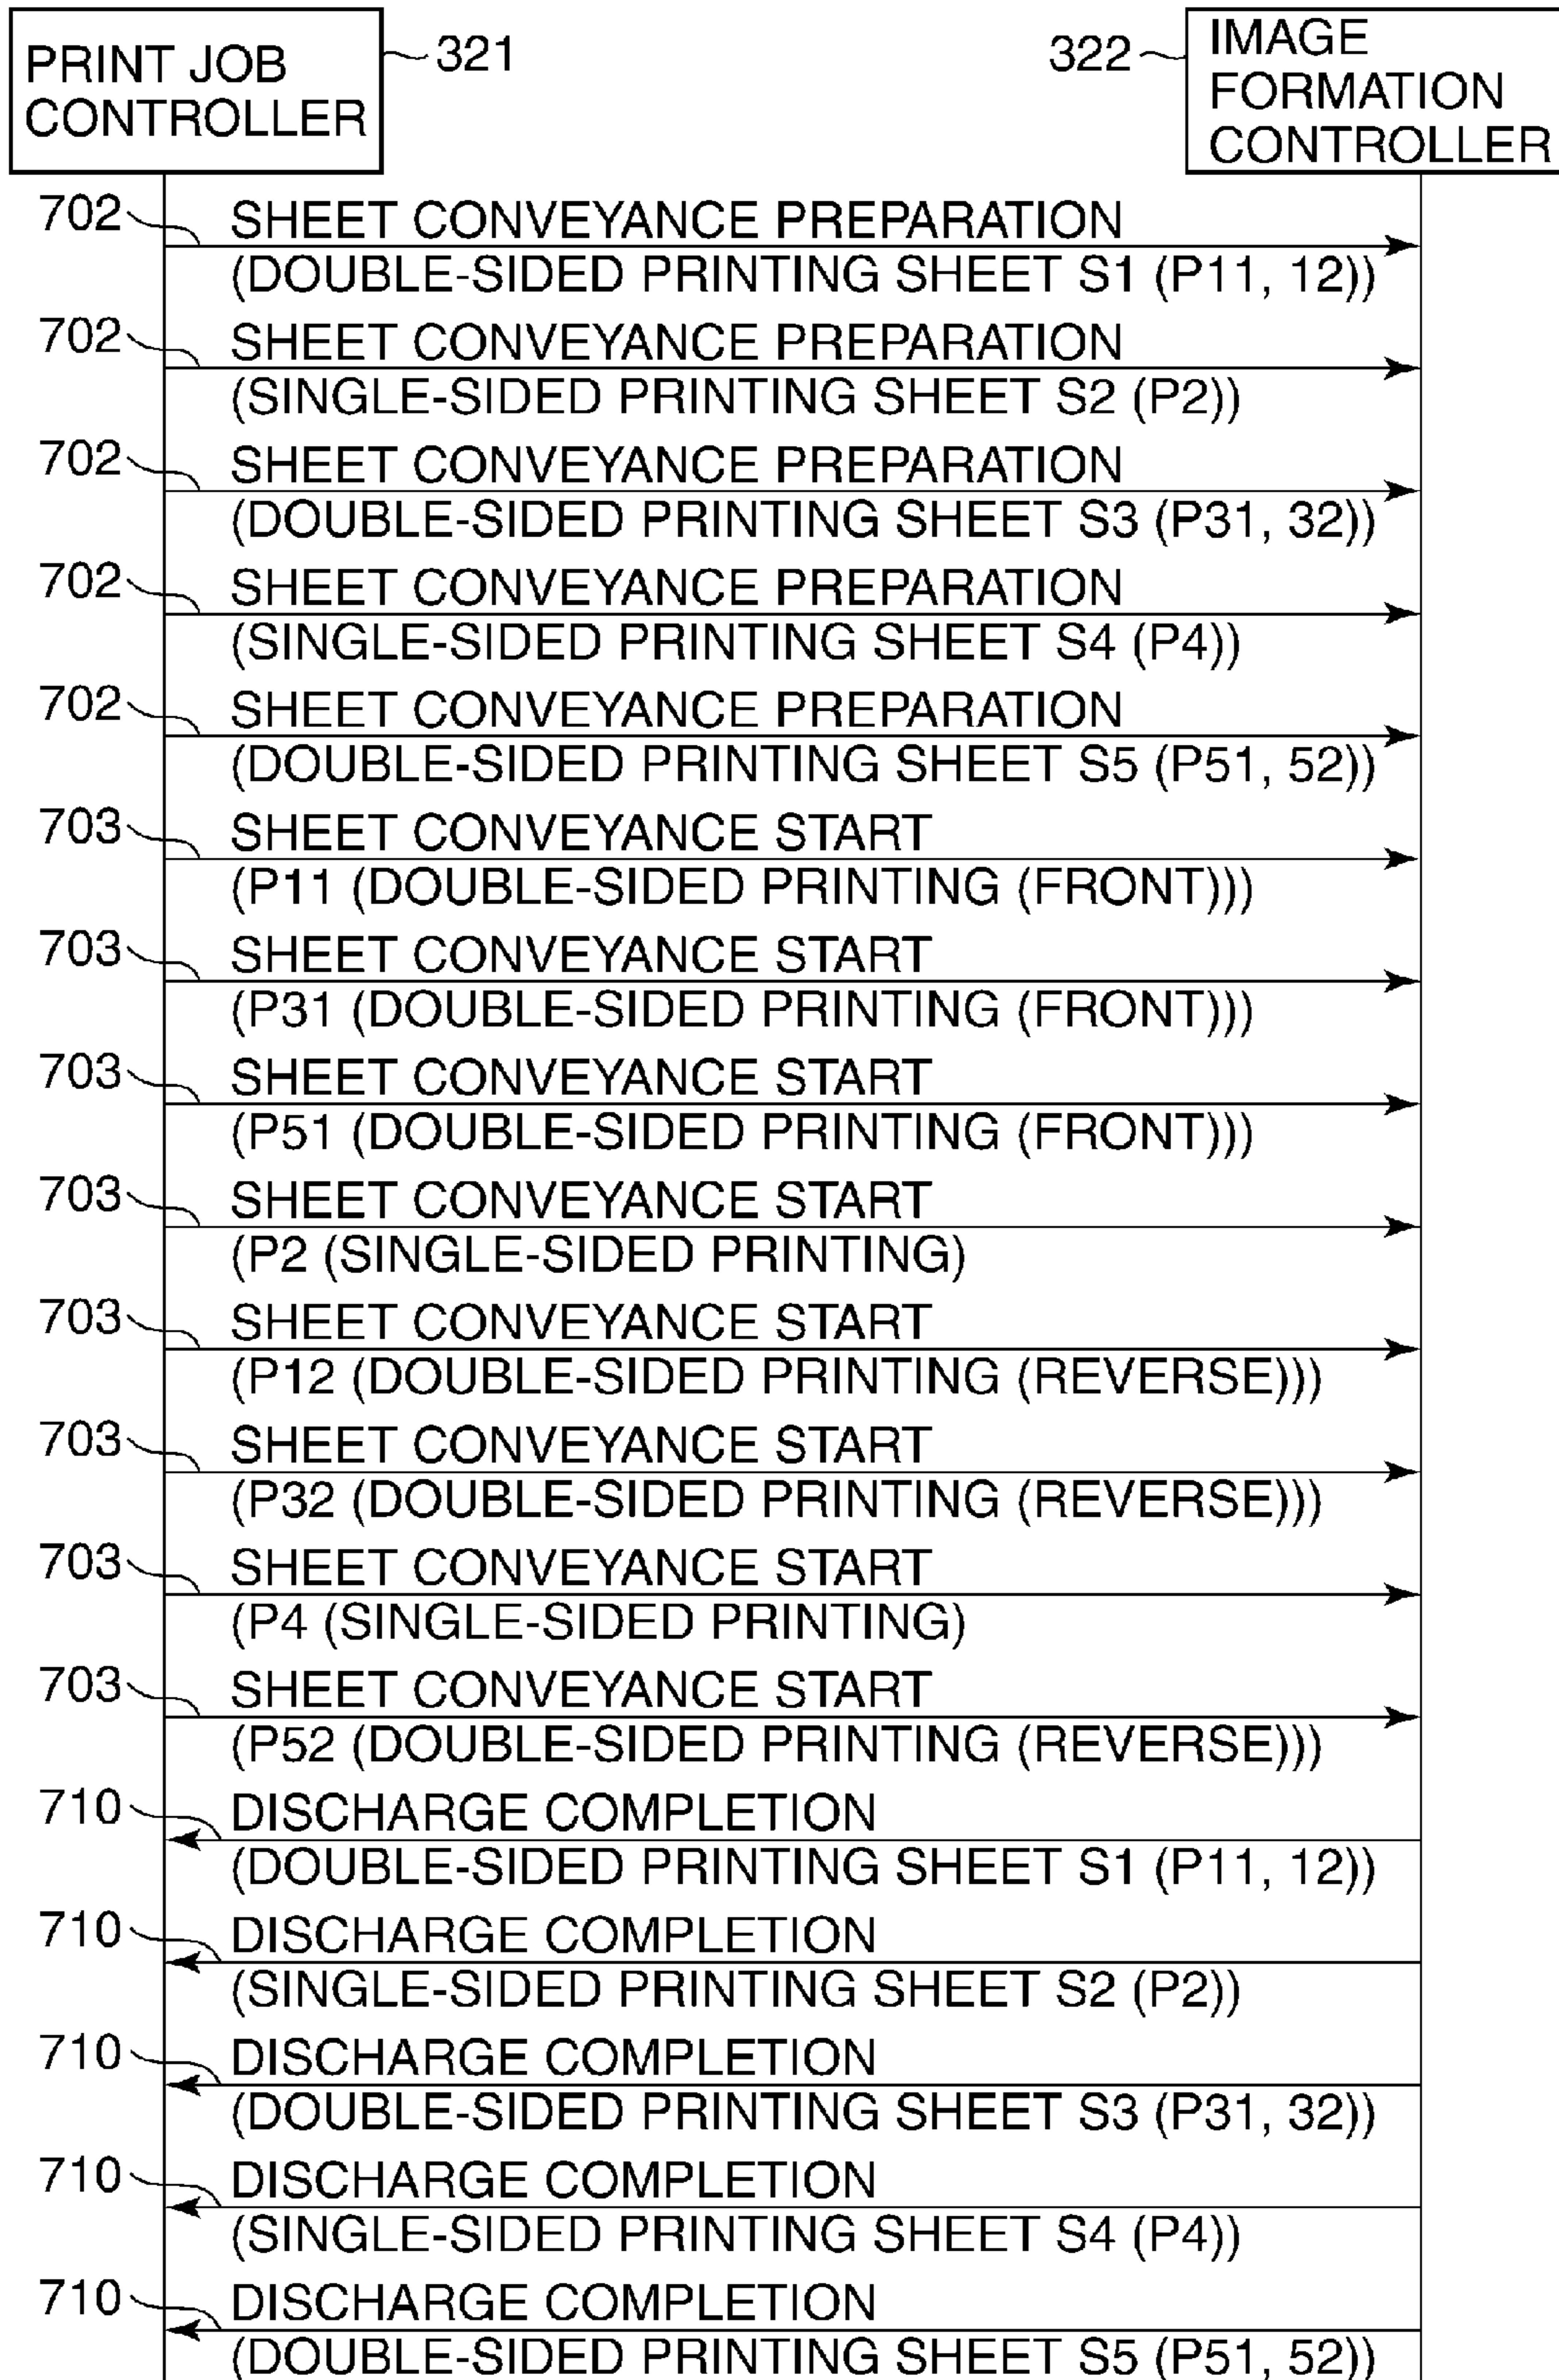 PRINT JOB
CONTROLLER
321
322
IMAGE
FORMATION
CONTROLLER
702
SHEET CONVEYANCE PREPARATION
(DOUBLE-SIDED PRINTING SHEET S1 (P11, 12))
702
SHEET CONVEYANCE PREPARATION
(SINGLE-SIDED PRINTING SHEET S2 (P2))
702
SHEET CONVEYANCE PREPARATION
(DOUBLE-SIDED PRINTING SHEET S3 (P31, 32))
702
SHEET CONVEYANCE PREPARATION
(SINGLE-SIDED PRINTING SHEET S4 (P4))
702
SHEET CONVEYANCE PREPARATION
(DOUBLE-SIDED PRINTING SHEET S5 (P51, 52))
703
SHEET CONVEYANCE START
(P11 (DOUBLE-SIDED PRINTING (FRONT)))
703
SHEET CONVEYANCE START
(P31 (DOUBLE-SIDED PRINTING (FRONT)))
703
SHEET CONVEYANCE START
(P51 (DOUBLE-SIDED PRINTING (FRONT)))
703
SHEET CONVEYANCE START
(P2 (SINGLE-SIDED PRINTING)
703
SHEET CONVEYANCE START
(P12 (DOUBLE-SIDED PRINTING (REVERSE)))
703
SHEET CONVEYANCE START
(P32 (DOUBLE-SIDED PRINTING (REVERSE)))
703
SHEET CONVEYANCE START
(P4 (SINGLE-SIDED PRINTING)
703
SHEET CONVEYANCE START
(P52 (DOUBLE-SIDED PRINTING (REVERSE)))
710
DISCHARGE COMPLETION
(DOUBLE-SIDED PRINTING SHEET S1 (P11, 12))
710
DISCHARGE COMPLETION
(SINGLE-SIDED PRINTING SHEET S2 (P2))
710
DISCHARGE COMPLETION
(DOUBLE-SIDED PRINTING SHEET S3 (P31, 32))
710
DISCHARGE COMPLETION
(SINGLE-SIDED PRINTING SHEET S4 (P4))
710
DISCHARGE COMPLETION
(DOUBLE-SIDED PRINTING SHEET S5 (P51, 52))